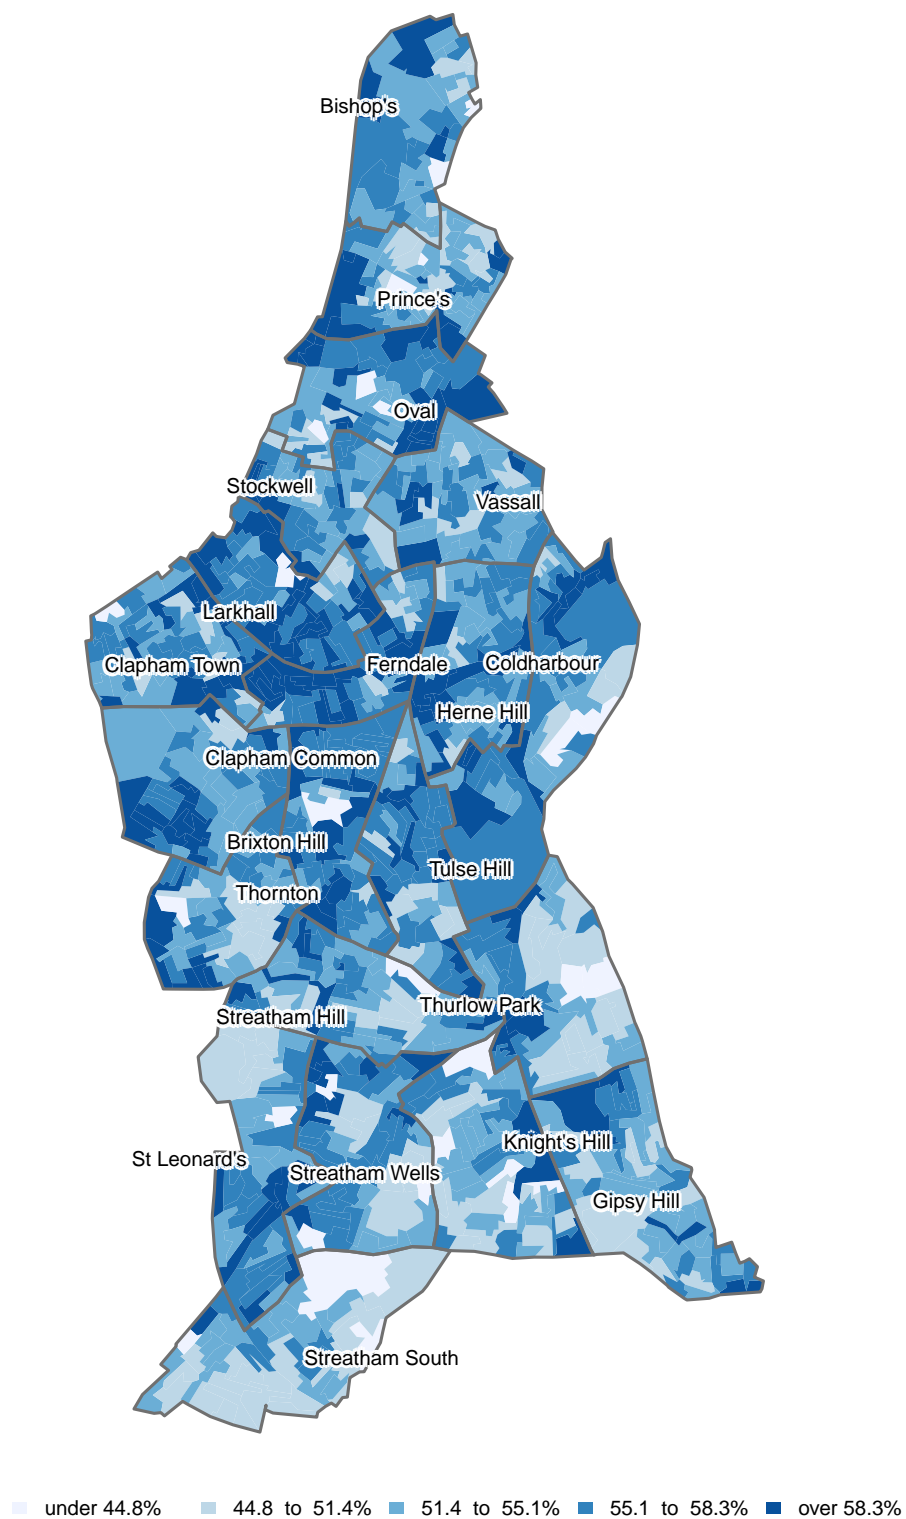 Bishop's
Prince's
Oval
Stockwell
Vassall
Larkhall
Clapham Town
Ferndale
Coldharbour
Herne Hill
Clapham Common
Brixton Hill
Tulse Hill
Thornton
Thurlow Park
Streatham Hill
Knight's Hill
St Leonard's
Streatham Wells
Gipsy Hill
Streatham South
under 44.8% 44.8 to 51.4% 51.4 to 55.1% 55.1 to 58.3% over 58.3%